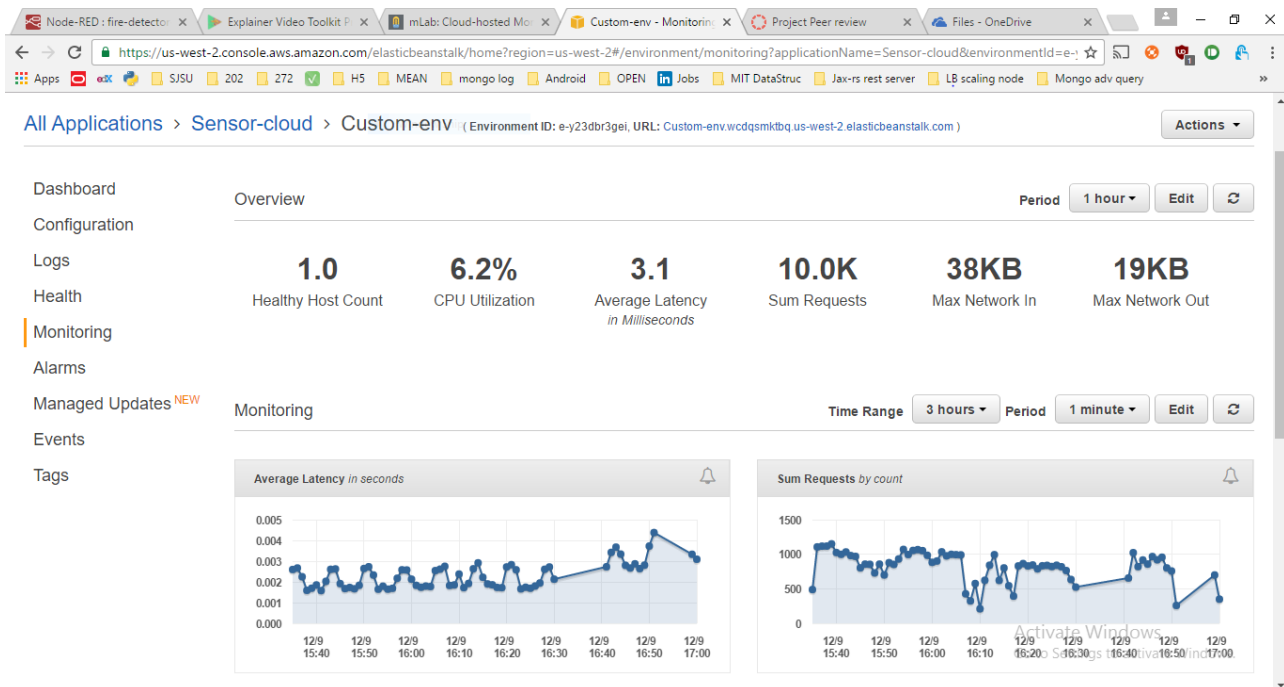 Node-RED : fire-detector
Explainer Video Toolkit P
mLab: Cloud-hosted Mon
Custom-env - Monitoring
Project Peer review
Files - OneDrive
https://us-west-2.console.aws.amazon.com/elasticbeanstalk/home?region=us-west-2#/environment/monitoring?applicationName=Sensor-cloud&environmentId=e-y
1
Apps SJSU 202 272 H5 MEAN mongo log Android OPEN Jobs MIT DataStruc Jax-rs rest server LB scaling node Mongo adv query »
All Applications > Sensor-cloud > Custom-env ( Environment ID: e-y23dbr3gei, URL: Custom-env.wcdqsmktbq.us-west-2.elasticbeanstalk.com )
Actions
Dashboard
Configuration
Logs
Health
Monitoring
Alarms
Managed Updates NEW
Events
Tags
Overview
Period 1 hour Edit
1.0 6.2% 3.1 10.0K 38KB 19KB
Healthy Host Count CPU Utilization Average Latency Sum Requests Max Network In Max Network Out
in Milliseconds
Monitoring
Time Range 3 hours Period 1 minute Edit
Average Latency in seconds
0.005
0.004
0.003
0.002
0.001
0.000
12/9 12/9 12/9 12/9 12/9 12/9 12/9 12/9 12/9
15:40 15:50 16:00 16:10 16:20 16:30 16:40 16:50 17:00
Sum Requests by count
1500
1000
500
0
12/9 12/9 12/9 12/9 12/9 12/9 12/9 12/9 12/9
15:40 15:50 16:00 16:10 16:20 16:30 16:40 16:50 17:00
Activate Windows
Go to Settings to activate Windows.